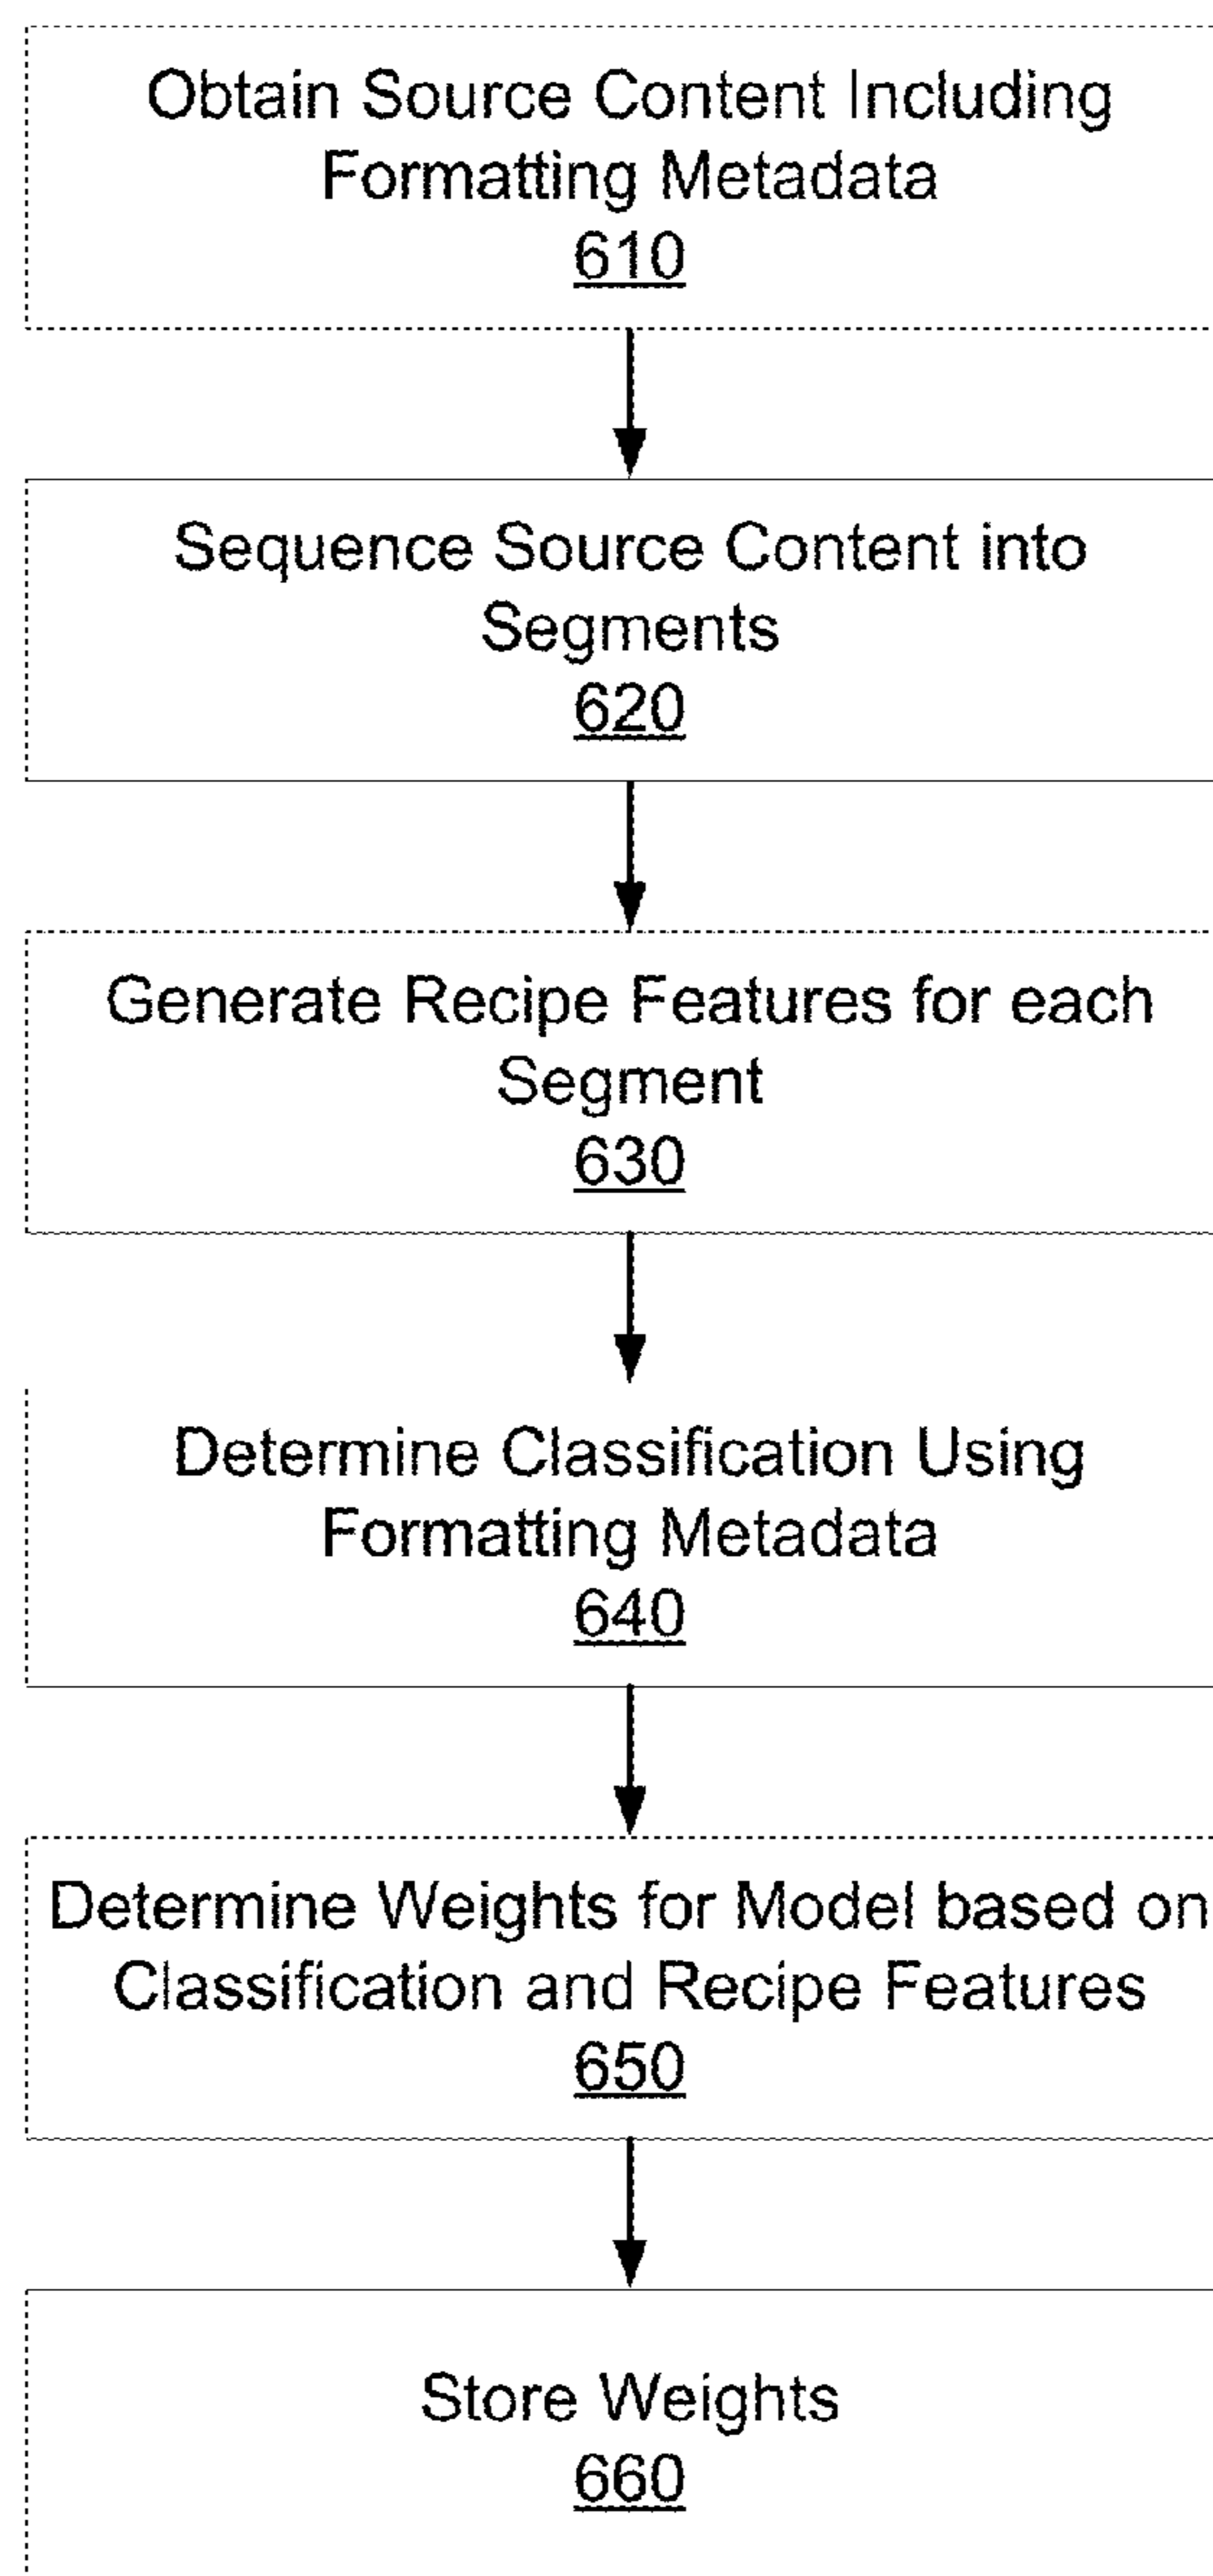 Obtain Source Content Including
Formatting Metadata
610
Sequence Source Content into
Segments
620
Generate Recipe Features for each
Segment
630
Determine Classification Using
Formatting Metadata
640
Determine Weights for Model based on
Classification and Recipe Features
650
Store Weights
660